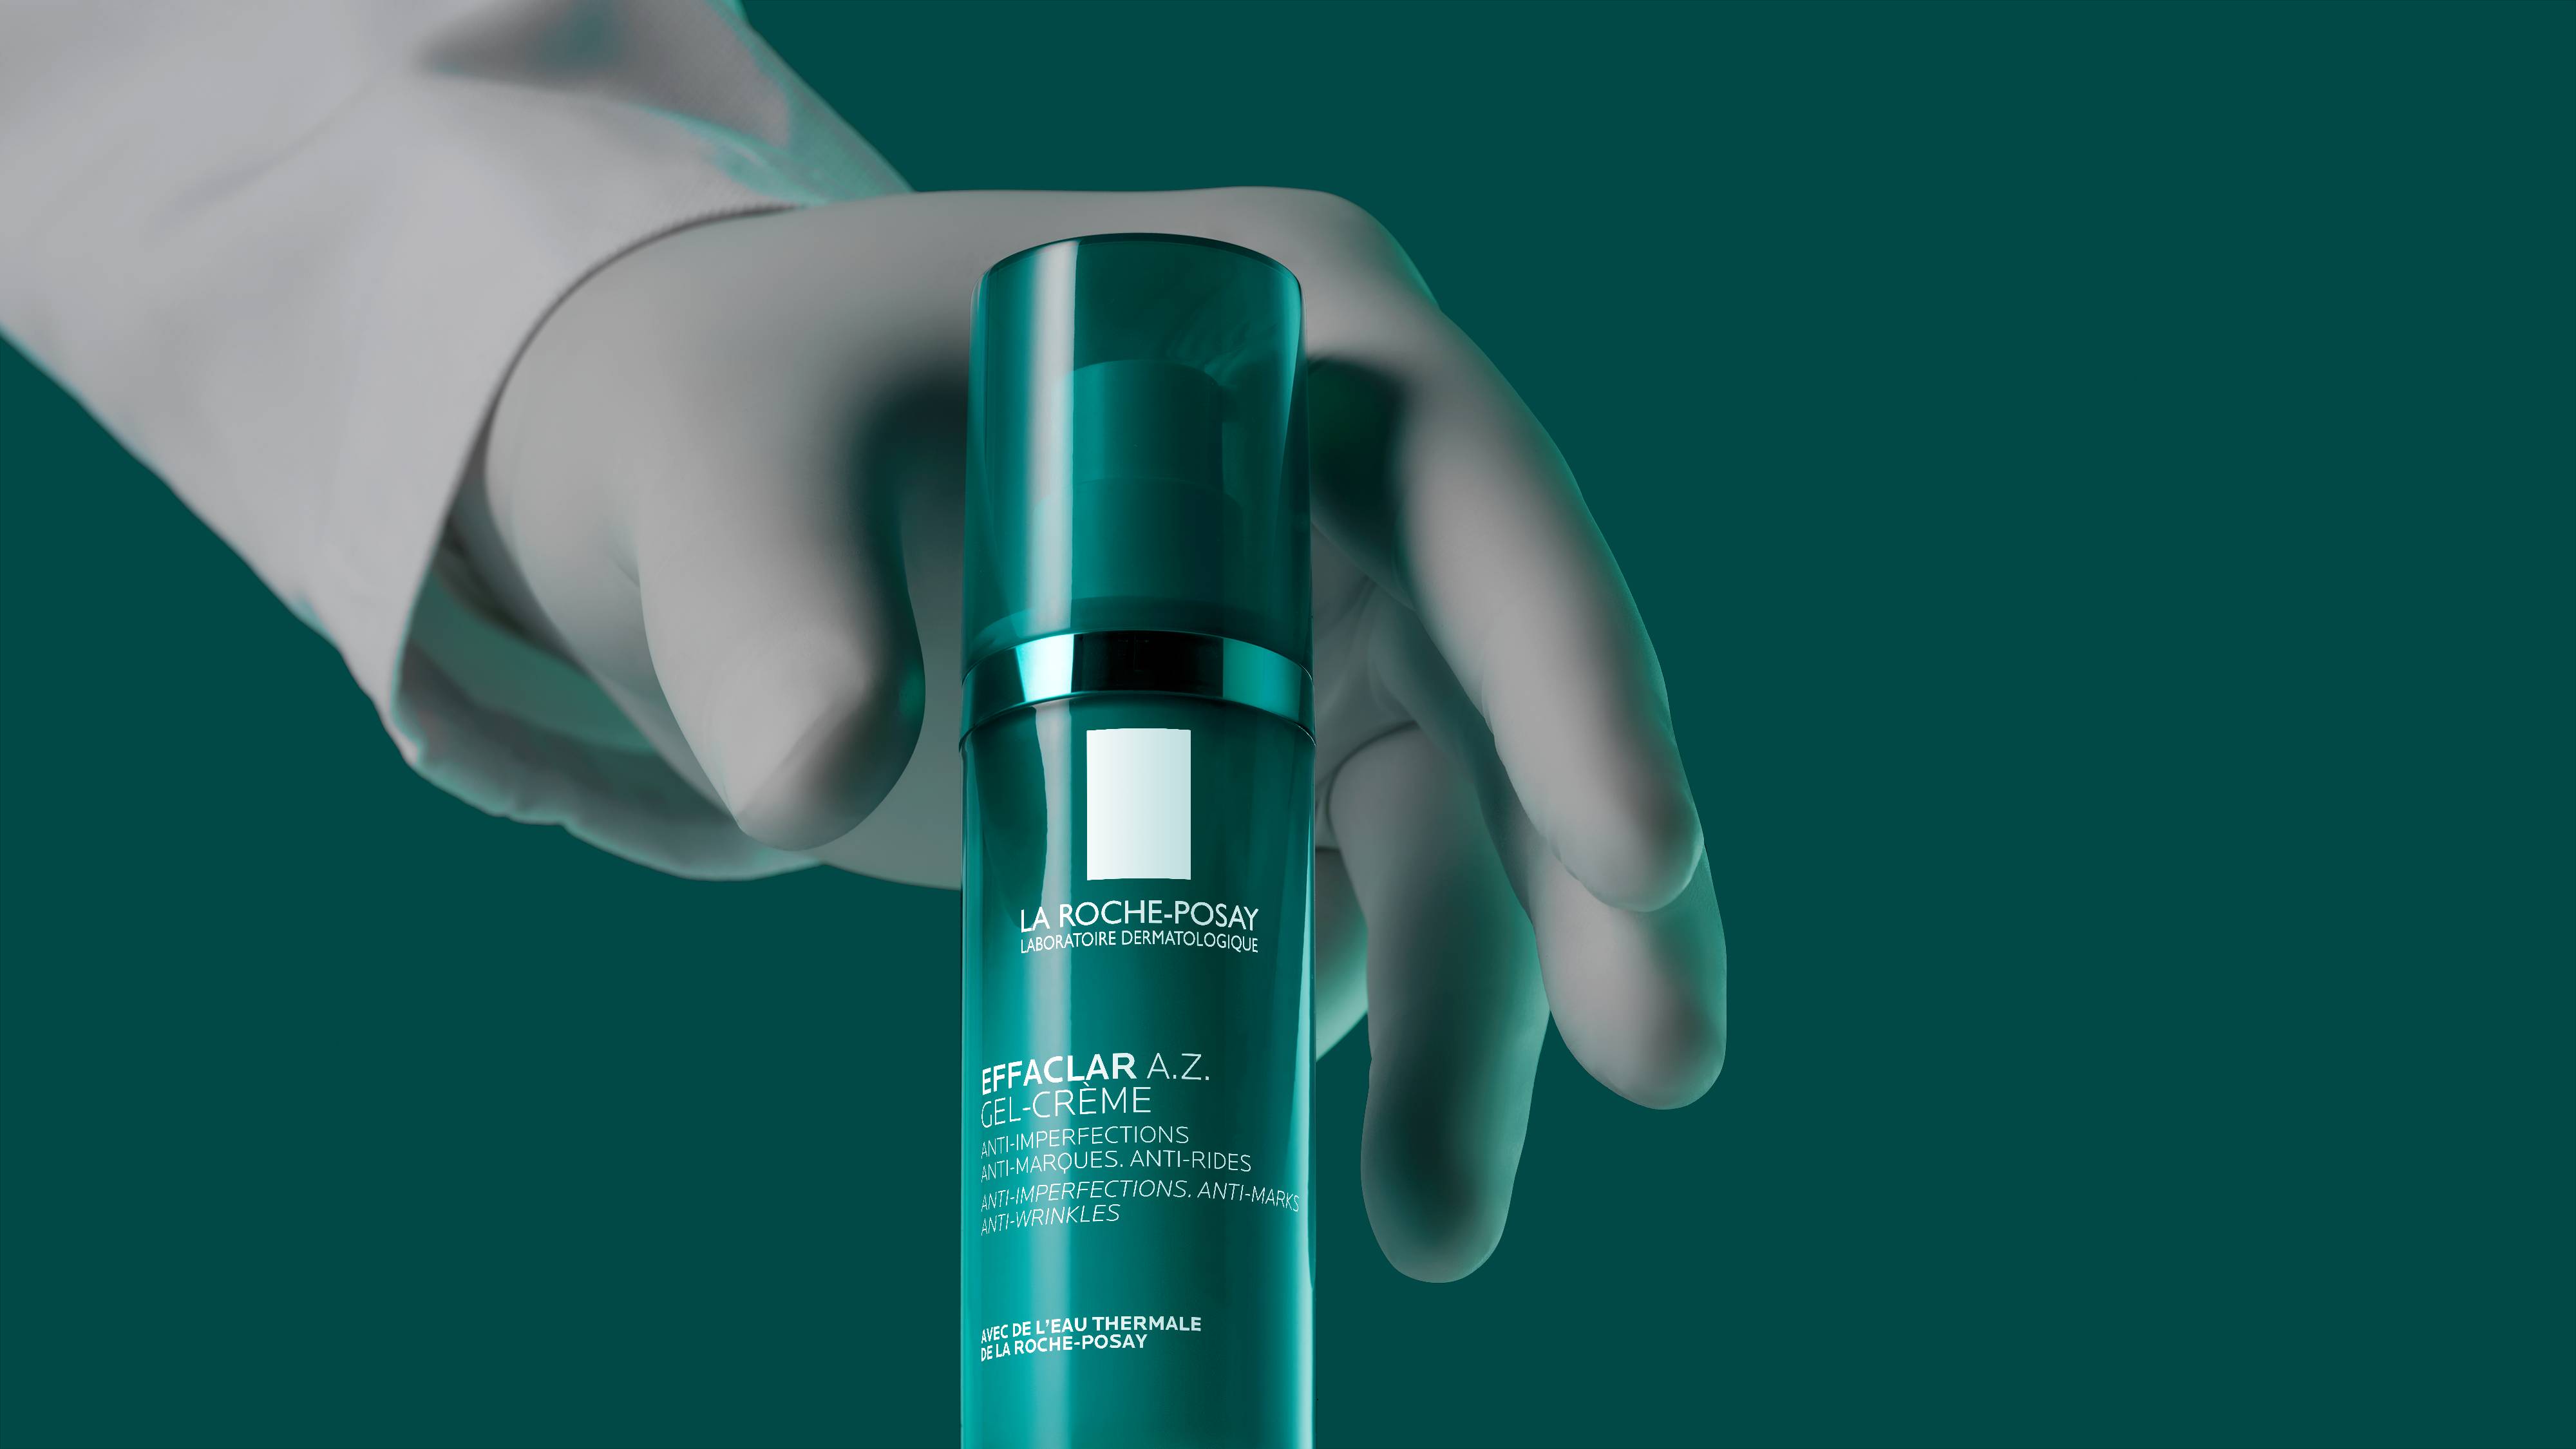 LA ROCHE-POSAY
LABORATOIRE DERMATOLOGIQUE
EFFACLAR A.Z.
GEL-CRÈME
ANTI-IMPERFECTIONS
ANTI-MARQUES. ANTI-RIDES
ANTI-IMPERFECTIONS. ANTI-MARKS
ANTI-WRINKLES
AVEC DE L'EAU THERMALE
DE LA ROCHE-POSAY